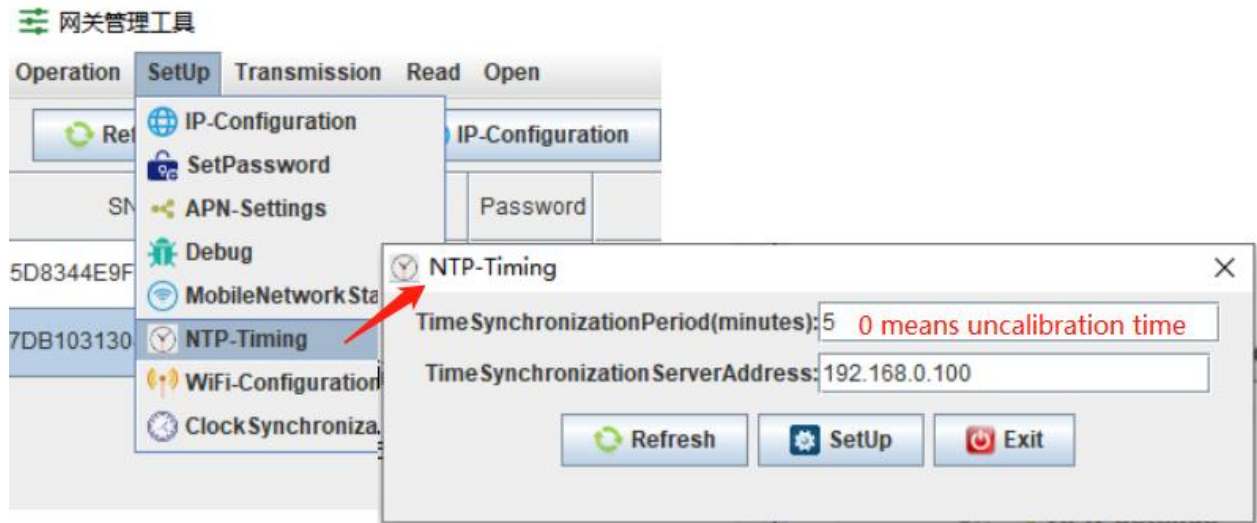 网关管理工具
Operation SetUp Transmission Read Open
Ref IP-Configuration
IP-Configuration
SetPassword
SN APN-Settings Password
Debug
5D8344E9F
MobileNetworkSta
7DB103130 NTP-Timing
WiFi-Configuration
ClockSynchroniza
NTP-Timing
TimeSynchronizationPeriod(minutes): 5 0 means uncalibration time
TimeSynchronizationServerAddress: 192.168.0.100
Refresh SetUp Exit